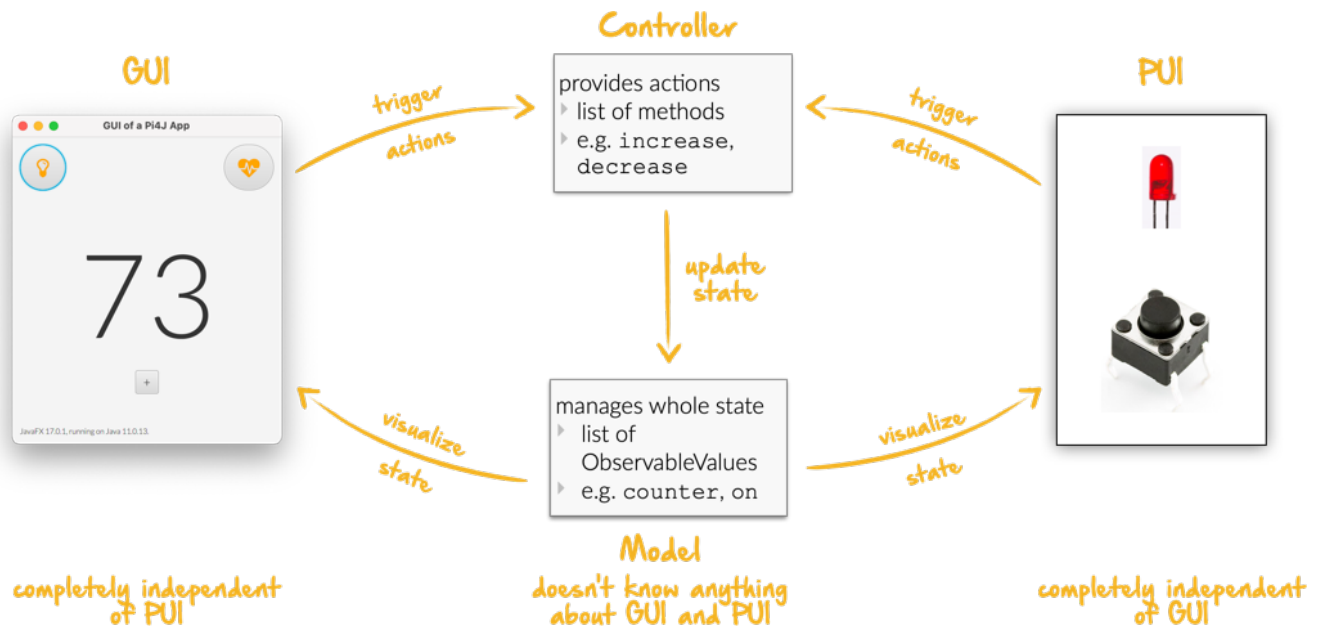 Controller
GUI
PUI
GUI of a Pi4J App
73
+
JavaFX 17.0.1, running on Java 11.0.13.
trigger
actions
provides actions
list of methods
e.g. increase,
decrease
trigger
actions
update
state
visualize
state
manages whole state
list of
ObservableValues
e.g. counter, on
visualize
state
Model
completely independent
of PUI
doesn't know anything
about GUI and PUI
completely independent
of GUI